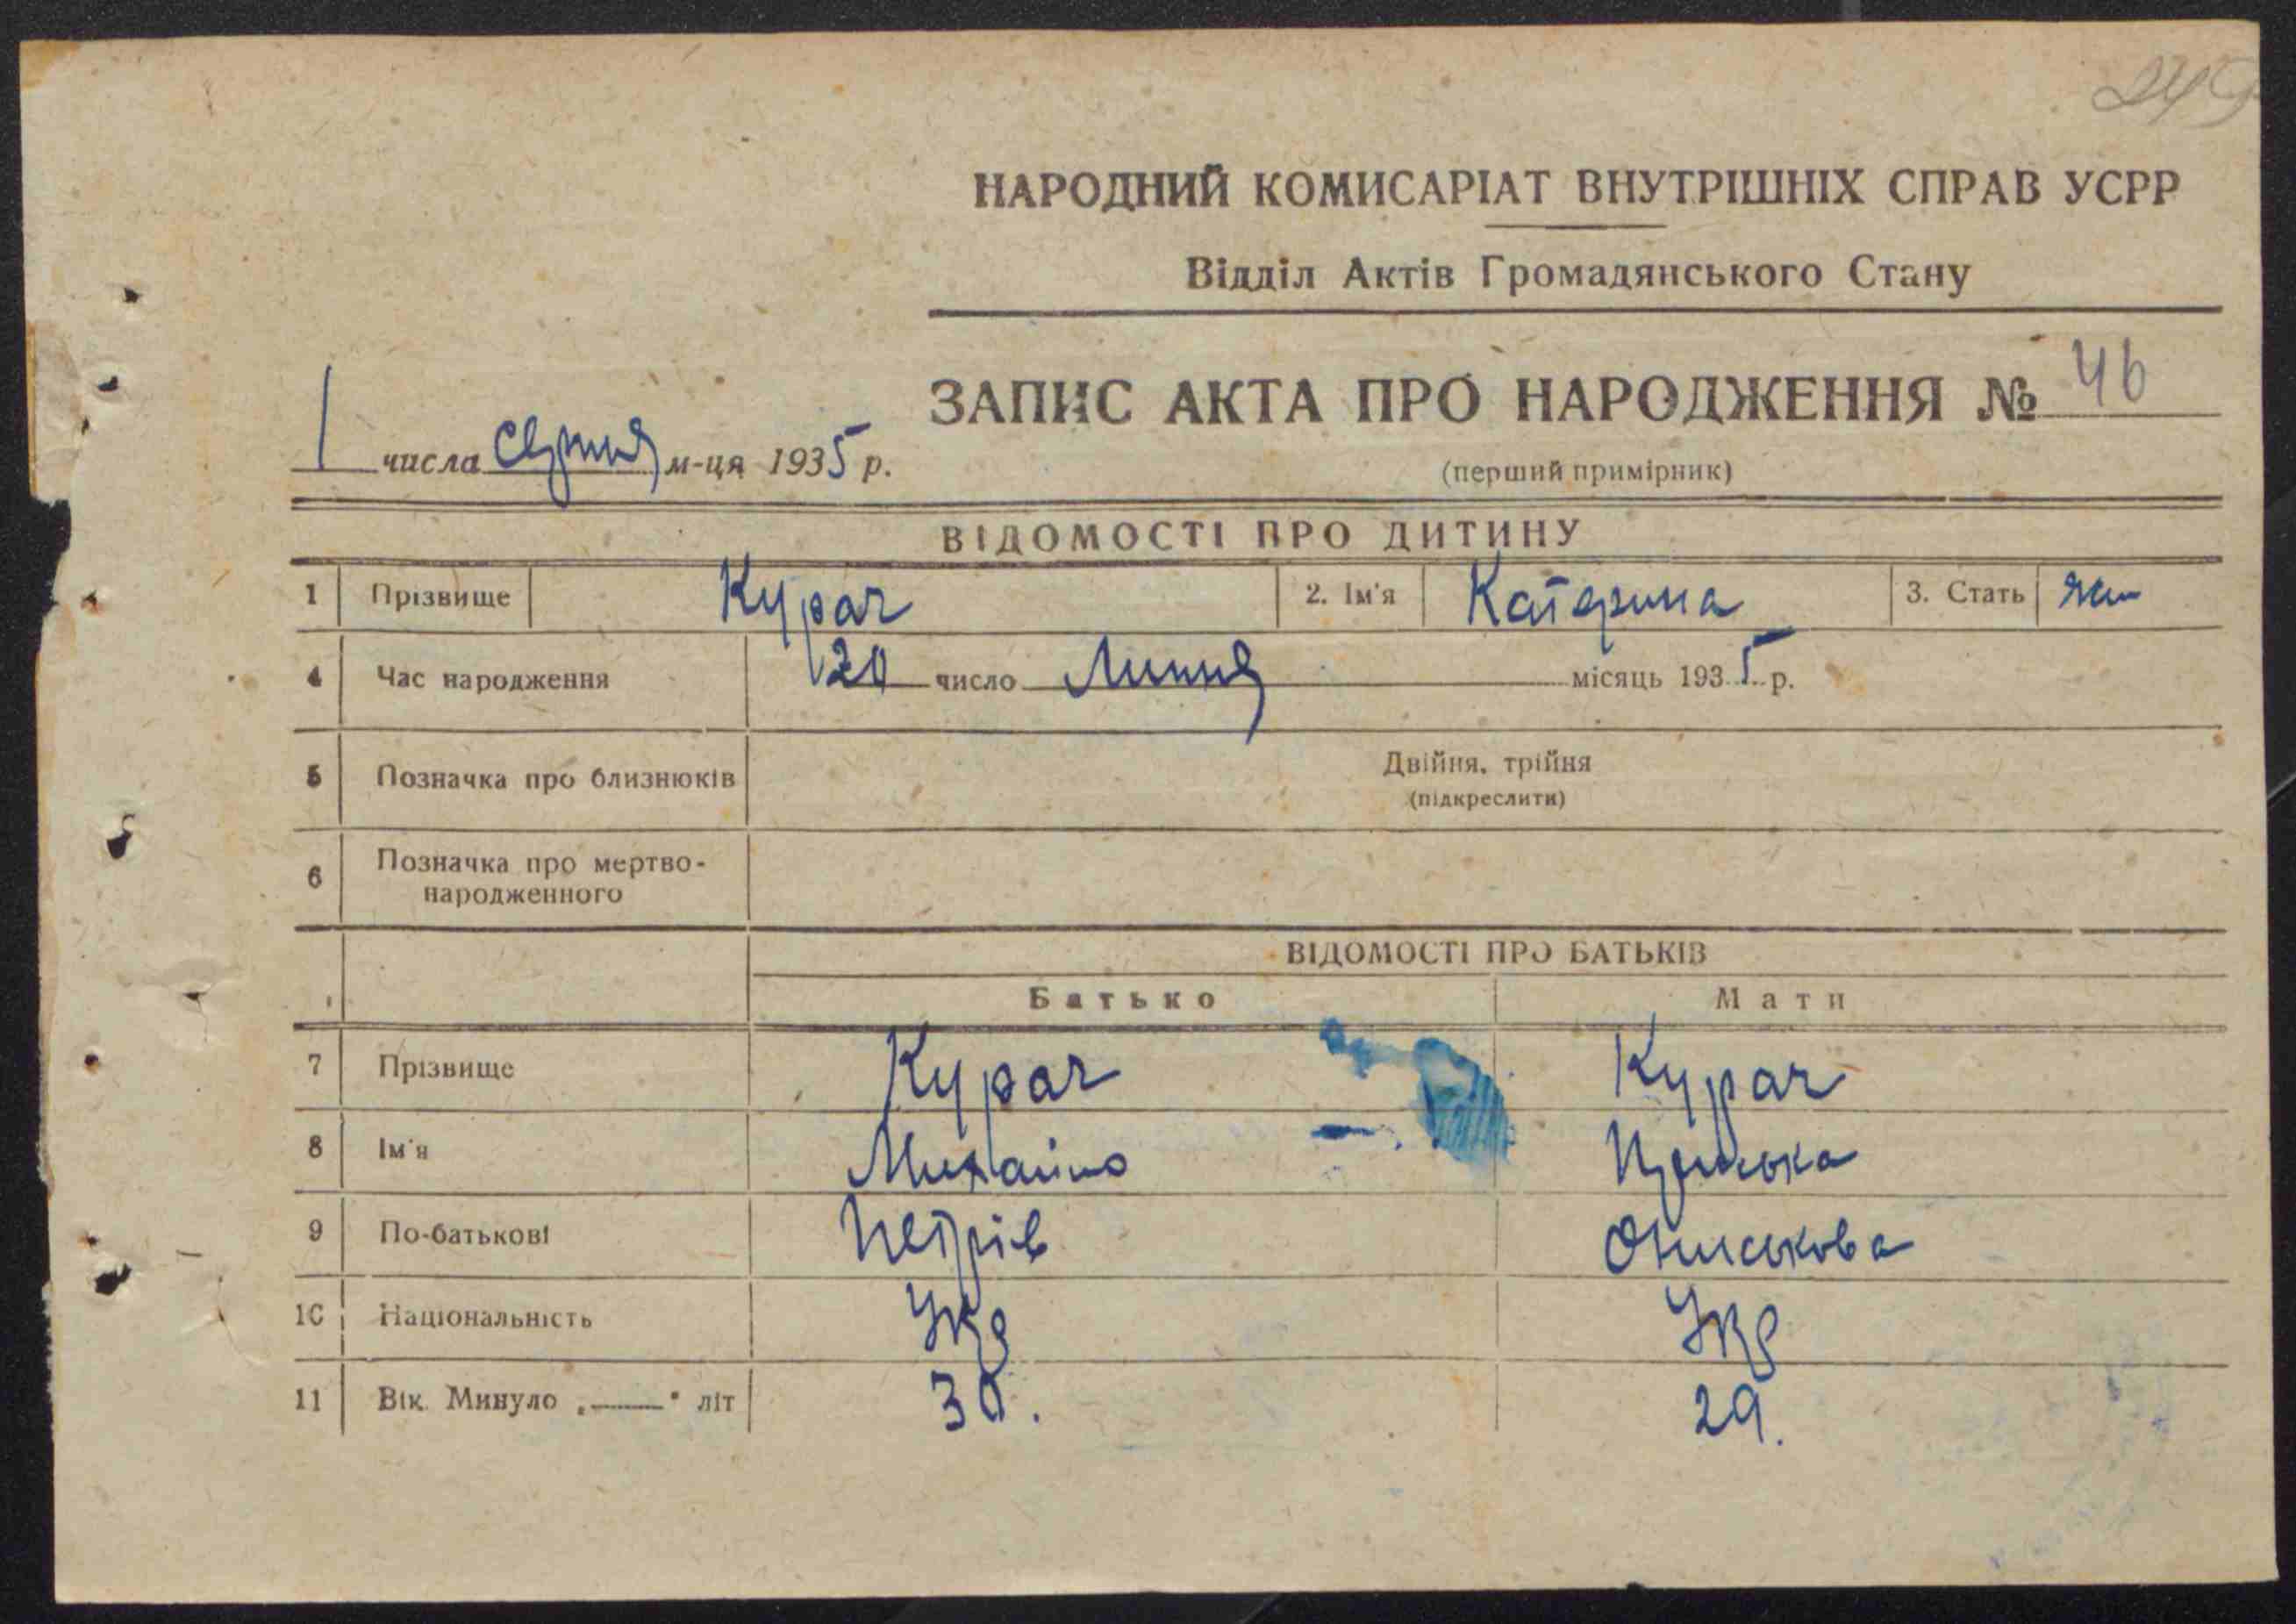 249
НАРОДНИЙ КОМИСАРІАТ ВНУТРІШНІХ СПРАВ УСРР
Відділ Актів Громадянського Стану
ЗАПИС АКТА ПРО НАРОДЖЕННЯ № 46
1 числа серпня м-ця 1935 р.
(перший примірник)
ВІДОМОСТІ ПРО ДИТИНУ
1 Прізвище Курач 2. Ім'я Катерина 3. Стать жін
4 Час народження 20 число Липня місяць 1935 р.
5 Позначка про близнюків Двійня, трійня
(підкреслити)
6 Позначка про мертво-
народженного
ВІДОМОСТІ ПРО БАТЬКІВ
Батько Мати
7 Прізвище Курач Курач
8 Ім'я Михайло
9 По-батькові Петрів Ониськова
10 Національність Укр Укр
11 Вік. Минуло „——" літ 30. 29.